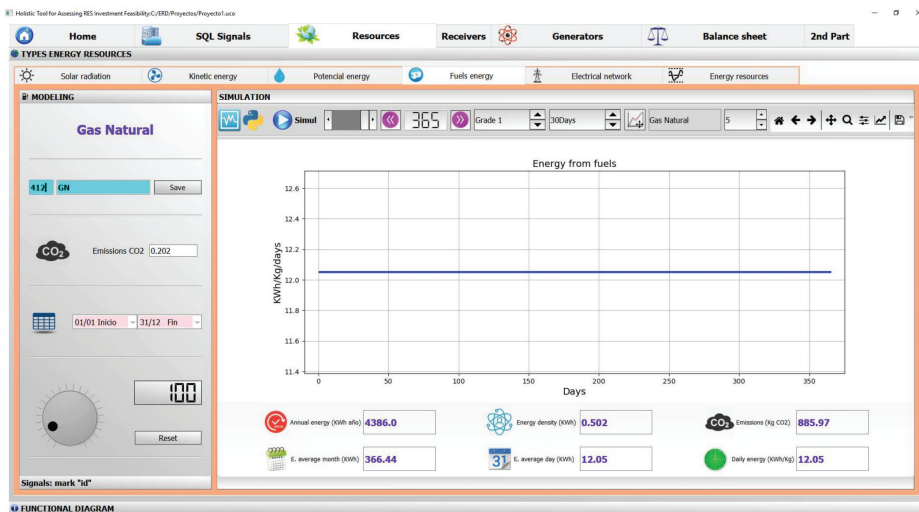 Holistic Tool for Assessing RES Investment Feasibility:C:/ERD/Proyectos/Proyecto1.uco
Home SQL Signals Resources Receivers Generators Balance sheet 2nd Part
TYPES ENERGY RESOURCES
Solar radiation Kinetic energy Potencial energy Fuels energy Electrical network Energy resources
MODELING
Gas Natural
412 GN Save
CO2 Emissions CO2 0.202
01/01 Inicio 31/12 Fin
100
Reset
Signals: mark "id"
SIMULATION
Simul 365 Grade 1 30Days Gas Natural 5
Energy from fuels
KWh/Kg/days
12.6
12.4
12.2
12.0
11.8
11.6
11.4
0 50 100 150 200 250 300 350
Days
Annual energy (KWh año) 4386.0 Energy density (KWh) 0.502 CO2 Emissions (Kg CO2) 885.97
E. average month (KWh) 366.44 31 E. average day (KWh) 12.05 Daily energy (KWh/Kg) 12.05
FUNCTIONAL DIAGRAM